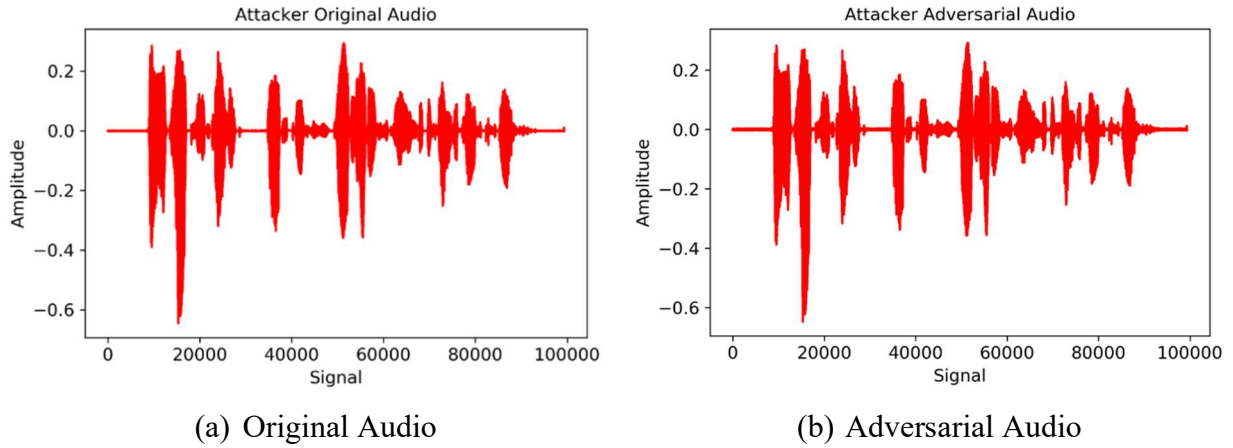 Attacker Original Audio
0.2
0.0
−0.2
−0.4
−0.6
Amplitude
0 20000 40000 60000 80000 100000
Signal
(a) Original Audio
Attacker Adversarial Audio
0.2
0.0
−0.2
−0.4
−0.6
Amplitude
0 20000 40000 60000 80000 100000
Signal
(b) Adversarial Audio